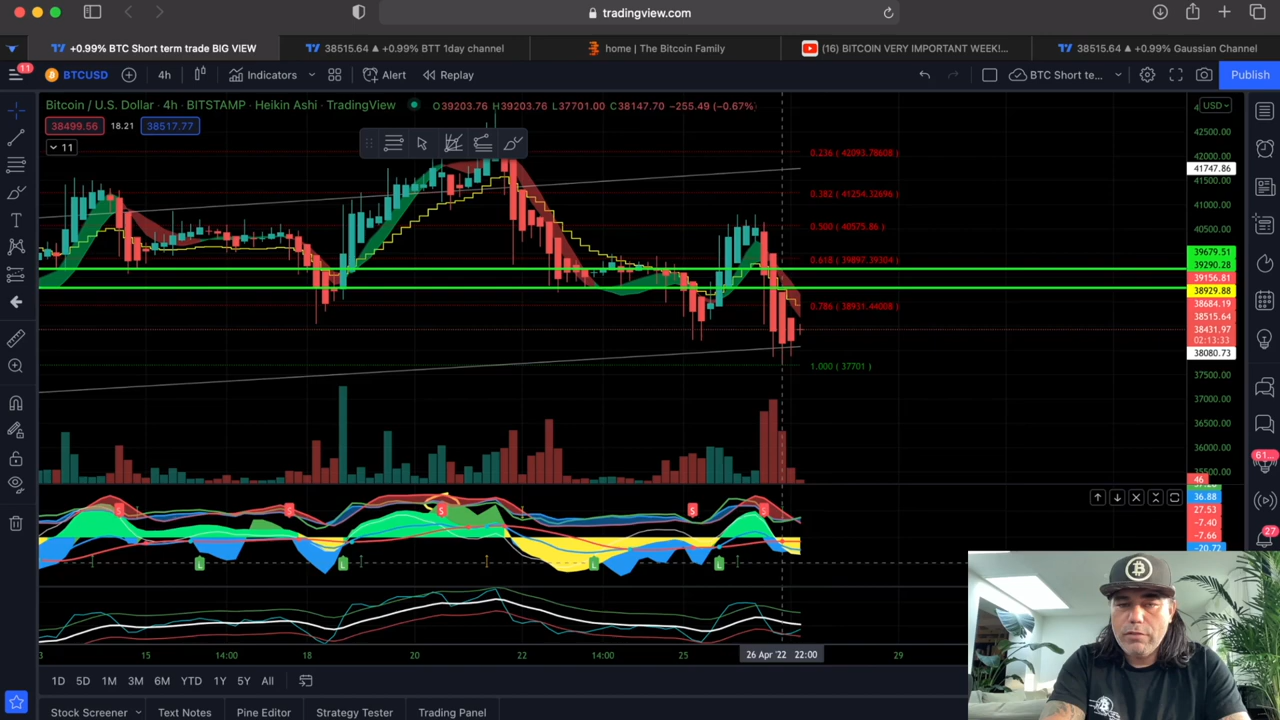 tradingview.com
+0.99% BTC Short term trade BIG VIEW
38515.64 ▲ +0.99% BTT 1day channel
home | The Bitcoin Family
(16) BITCOIN VERY IMPORTANT WEEK!...
38515.64 ▲ +0.99% Gaussian Channel
11
BTCUSD
4h
Indicators
Alert
Replay
BTC Short te...
Publish
Bitcoin / U.S. Dollar · 4h · BITSTAMP · Heikin Ashi · TradingView
O39203.76 H39203.76 L37701.00 C38147.70 -255.49 (-0.67%)
USD
38499.56
18.21
38517.77
11
42500.00
0.236 ( 42093.78608 )
42000.00
41747.86
41500.00
0.382 ( 41254.32696 )
41000.00
0.500 ( 40575.86 )
40500.00
39679.51
0.618 ( 39897.39304 )
39290.28
39156.81
38929.88
0.786 ( 38931.44008 )
38684.19
38515.64
38431.97
02:13:33
38080.73
1.000 ( 37701 )
37500.00
37000.00
36500.00
36000.00
35500.00
46
61...
36.88
27.53
-7.40
-7.66
-20.77
27
S
S
S
S
S
L
L
L
L
B
3
15
14:00
18
20
22
14:00
25
26 Apr '22 22:00
29
1D
5D
1M
3M
6M
YTD
1Y
5Y
All
Stock Screener
Text Notes
Pine Editor
Strategy Tester
Trading Panel